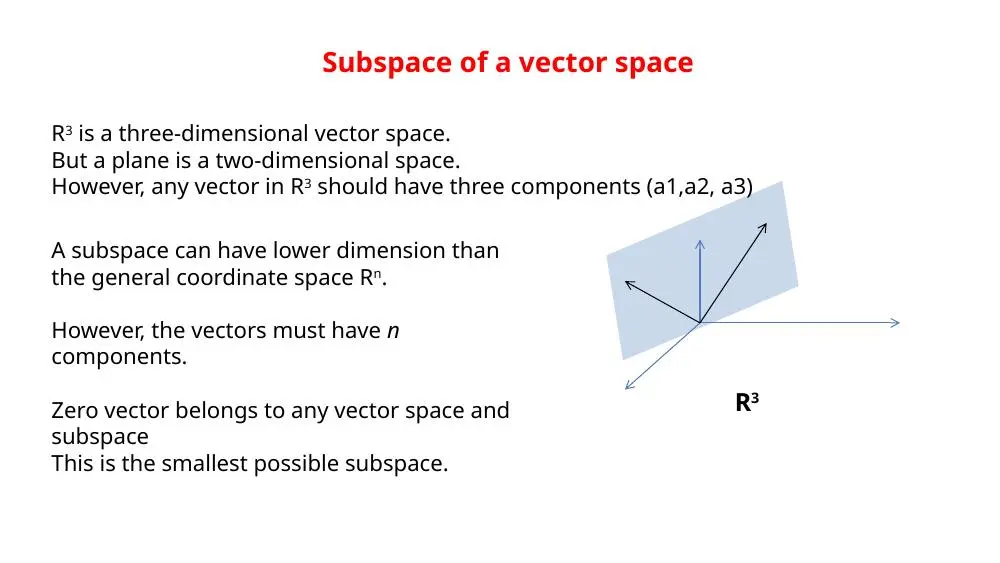 Subspace of a vector space
R³ is a three-dimensional vector space.
But a plane is a two-dimensional space.
However, any vector in R³ should have three components (a1,a2, a3)
A subspace can have lower dimension than
the general coordinate space Rⁿ.
However, the vectors must have n
components.
Zero vector belongs to any vector space and
subspace
This is the smallest possible subspace.
R³